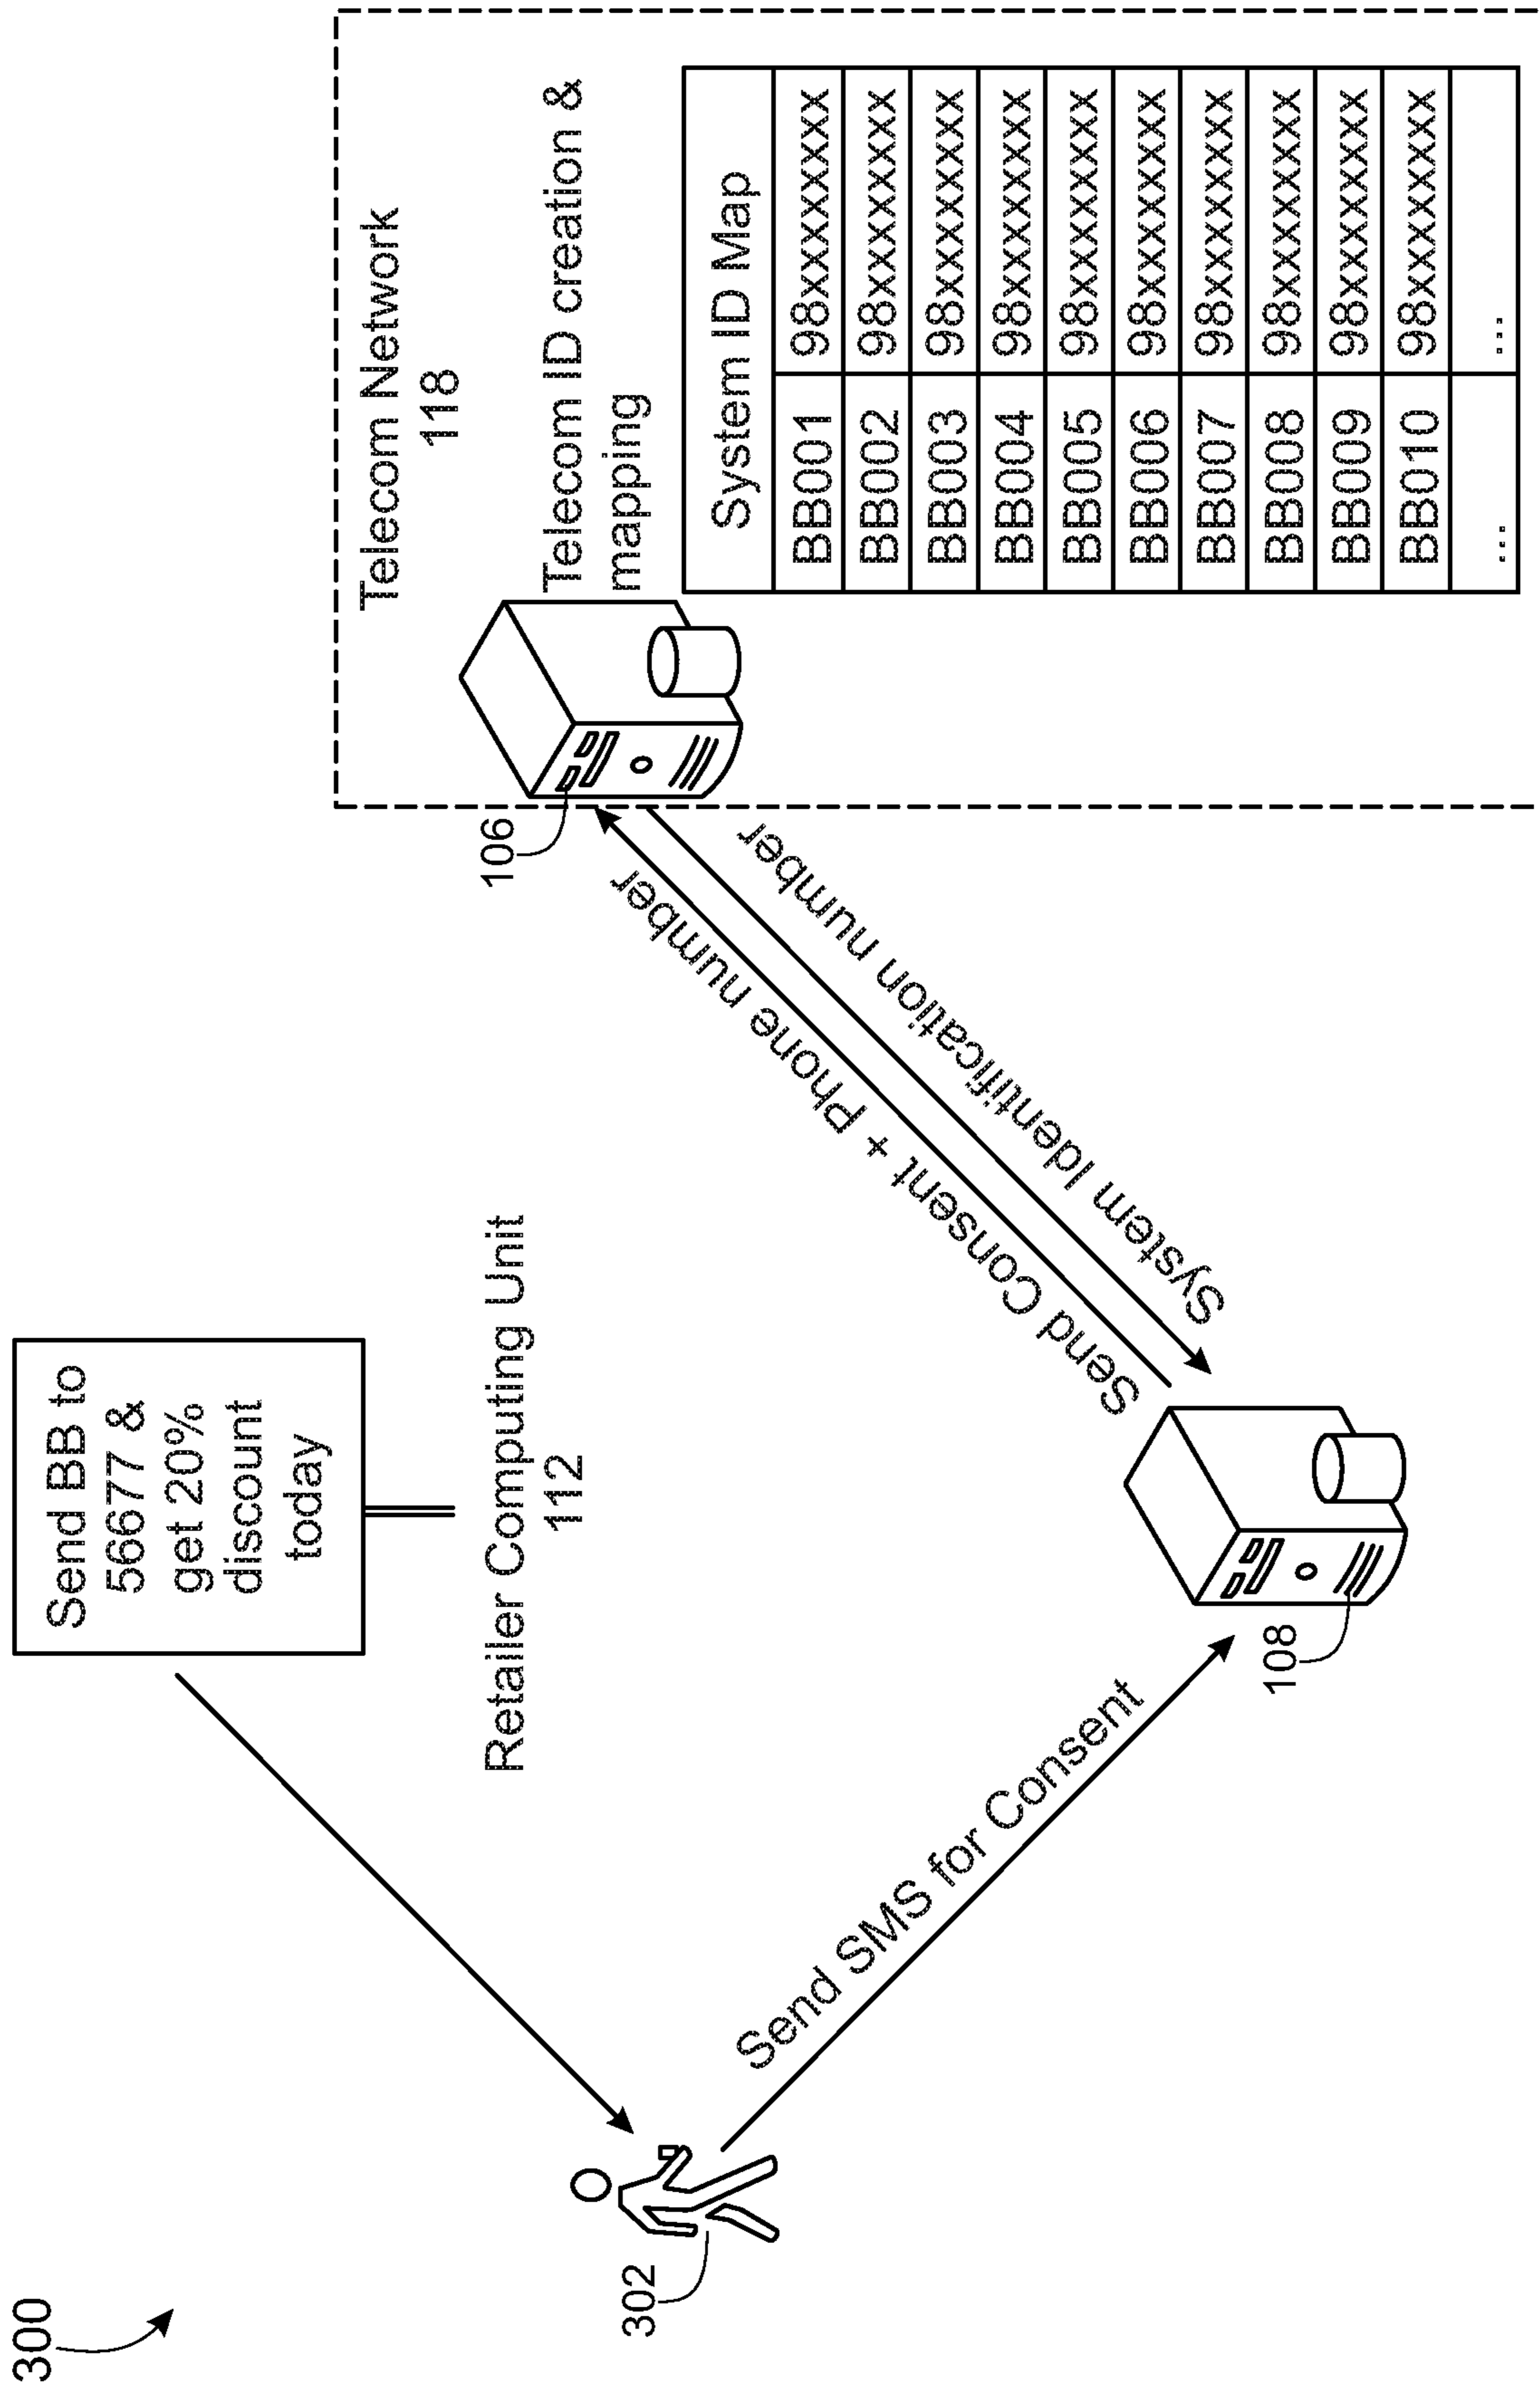 300
Send BB to
56677 &
get 20%
discount
today
Retailer Computing Unit
112
302
Send SMS for Consent
108
Send Consent + Phone number
System Identification number
106
Telecom Network
118
Telecom ID creation &
mapping
System ID Map
BB001 98xxxxxxxx
BB002 98xxxxxxxx
BB003 98xxxxxxxx
BB004 98xxxxxxxx
BB005 98xxxxxxxx
BB006 98xxxxxxxx
BB007 98xxxxxxxx
BB008 98xxxxxxxx
BB009 98xxxxxxxx
BB010 98xxxxxxxx
... ...